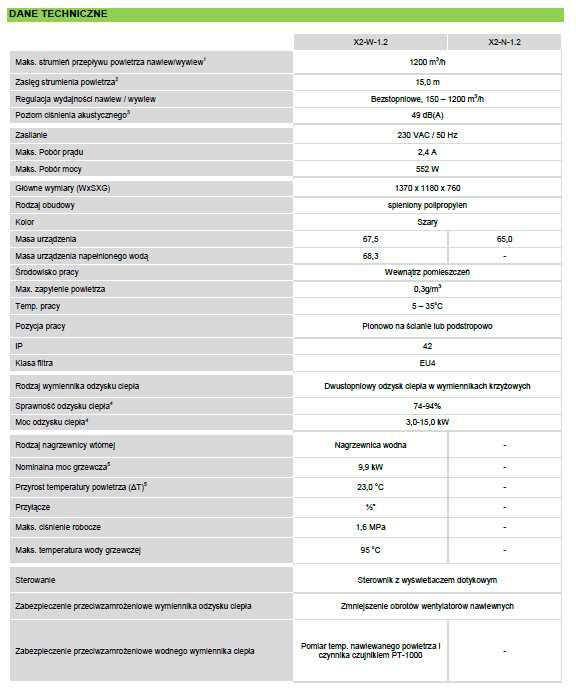 DANE TECHNICZNE
X2-W-1.2 X2-N-1.2
Maks. strumień przepływu powietrza nawiew/wywiew¹ 1200 m³/h
Zasięg strumienia powietrza² 15,0 m
Regulacja wydajności nawiew / wywiew Bezstopniowe, 150 – 1200 m³/h
Poziom ciśnienia akustycznego³ 49 dB(A)
Zasilanie 230 VAC / 50 Hz
Maks. Pobór prądu 2,4 A
Maks. Pobór mocy 552 W
Główne wymiary (WxSXG) 1370 x 1180 x 760
Rodzaj obudowy spieniony polipropylen
Kolor Szary
Masa urządzenia 67,5 65,0
Masa urządzenia napełnionego wodą 68,3 -
Środowisko pracy Wewnątrz pomieszczeń
Max. zapylenie powietrza 0,3g/m³
Temp. pracy 5 – 35°C
Pozycja pracy Pionowo na ścianie lub podstropowo
IP 42
Klasa filtra EU4
Rodzaj wymiennika odzysku ciepła Dwustopniowy odzysk ciepła w wymiennikach krzyżowych
Sprawność odzysku ciepła⁴ 74-94%
Moc odzysku ciepła⁴ 3,0-15,0 kW
Rodzaj nagrzewnicy wtórnej Nagrzewnica wodna -
Nominalna moc grzewcza⁵ 9,9 kW -
Przyrost temperatury powietrza (ΔT)⁵ 23,0 °C -
Przyłącze ½" -
Maks. ciśnienie robocze 1,6 MPa -
Maks. temperatura wody grzewczej 95 °C -
Sterowanie Sterownik z wyświetlaczem dotykowym
Zabezpieczenie przeciwzamrożeniowe wymiennika odzysku ciepła Zmniejszenie obrotów wentylatorów nawiewnych
Zabezpieczenie przeciwzamrożeniowe wodnego wymiennika ciepła Pomiar temp. nawiewanego powietrza i
czynnika czujnikiem PT-1000 -